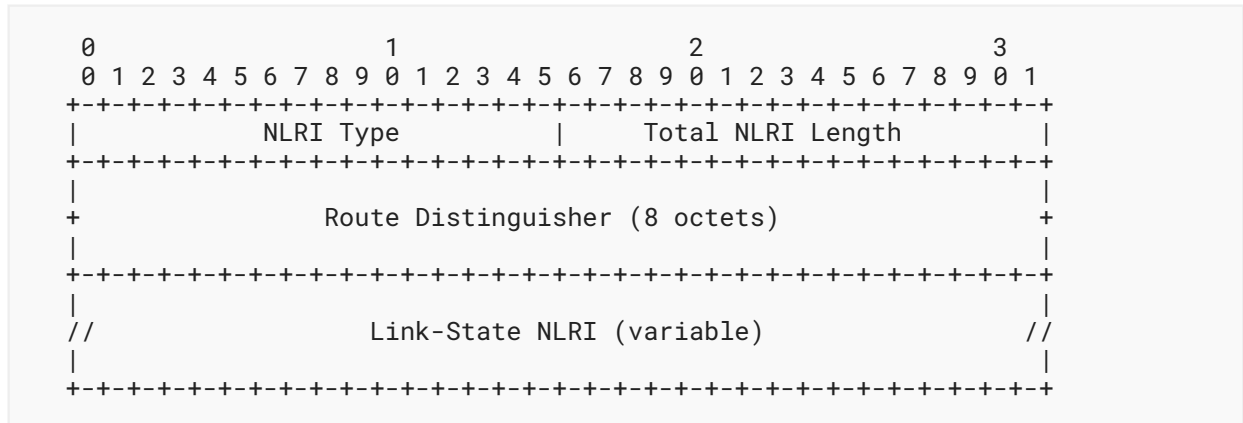 0                   1                   2                   3
 0 1 2 3 4 5 6 7 8 9 0 1 2 3 4 5 6 7 8 9 0 1 2 3 4 5 6 7 8 9 0 1
+-+-+-+-+-+-+-+-+-+-+-+-+-+-+-+-+-+-+-+-+-+-+-+-+-+-+-+-+-+-+-+-+
|            NLRI Type          |     Total NLRI Length         |
+-+-+-+-+-+-+-+-+-+-+-+-+-+-+-+-+-+-+-+-+-+-+-+-+-+-+-+-+-+-+-+-+
|                                                               |
+                Route Distinguisher (8 octets)                 +
|                                                               |
+-+-+-+-+-+-+-+-+-+-+-+-+-+-+-+-+-+-+-+-+-+-+-+-+-+-+-+-+-+-+-+-+
|                                                               |
//                  Link-State NLRI (variable)                 //
|                                                               |
+-+-+-+-+-+-+-+-+-+-+-+-+-+-+-+-+-+-+-+-+-+-+-+-+-+-+-+-+-+-+-+-+